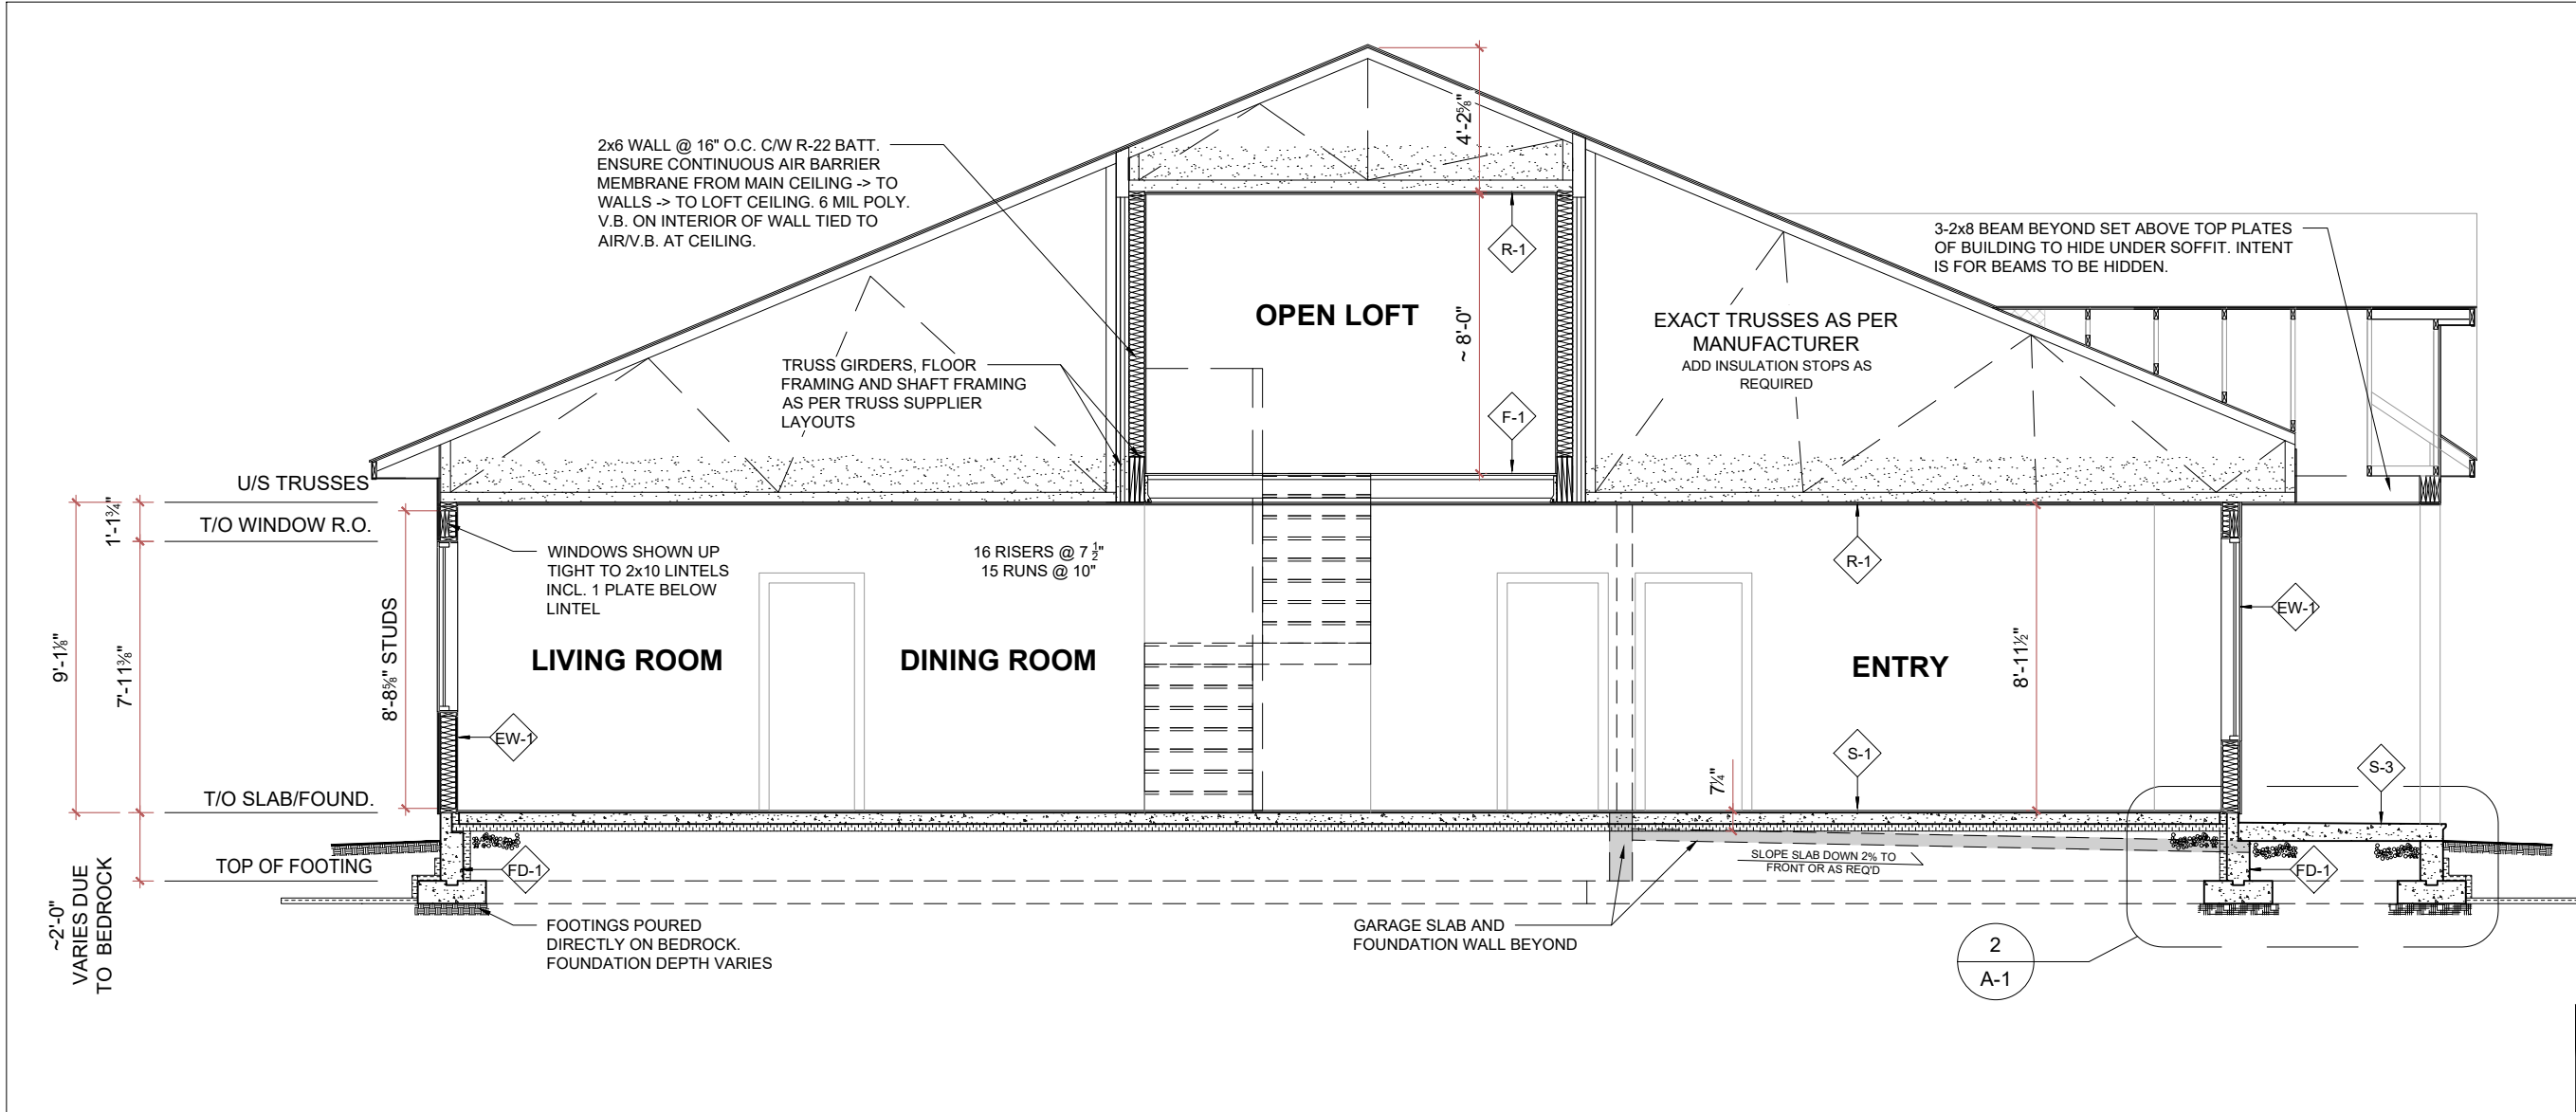 4'-2⅝"
2x6 WALL @ 16" O.C. C/W R-22 BATT.
ENSURE CONTINUOUS AIR BARRIER
MEMBRANE FROM MAIN CEILING -> TO
WALLS -> TO LOFT CEILING. 6 MIL POLY.
V.B. ON INTERIOR OF WALL TIED TO
AIR/V.B. AT CEILING.
3-2x8 BEAM BEYOND SET ABOVE TOP PLATES
OF BUILDING TO HIDE UNDER SOFFIT. INTENT
IS FOR BEAMS TO BE HIDDEN.
R-1
OPEN LOFT
~ 8'-0"
EXACT TRUSSES AS PER
MANUFACTURER
ADD INSULATION STOPS AS
REQUIRED
TRUSS GIRDERS, FLOOR
FRAMING AND SHAFT FRAMING
AS PER TRUSS SUPPLIER
LAYOUTS
F-1
U/S TRUSSES
1'-1¾"
T/O WINDOW R.O.
WINDOWS SHOWN UP
TIGHT TO 2x10 LINTELS
INCL. 1 PLATE BELOW
LINTEL
16 RISERS @ 7 ½"
15 RUNS @ 10"
R-1
EW-1
9'-1⅛"
7'-11⅜"
8'-8⅝" STUDS
LIVING ROOM
DINING ROOM
ENTRY
8'-11½"
EW-1
S-1
S-3
7¼"
T/O SLAB/FOUND.
TOP OF FOOTING
FD-1
SLOPE SLAB DOWN 2% TO
FRONT OR AS REQ'D
FD-1
~2'-0"
VARIES DUE
TO BEDROCK
FOOTINGS POURED
DIRECTLY ON BEDROCK.
FOUNDATION DEPTH VARIES
GARAGE SLAB AND
FOUNDATION WALL BEYOND
2
A-1